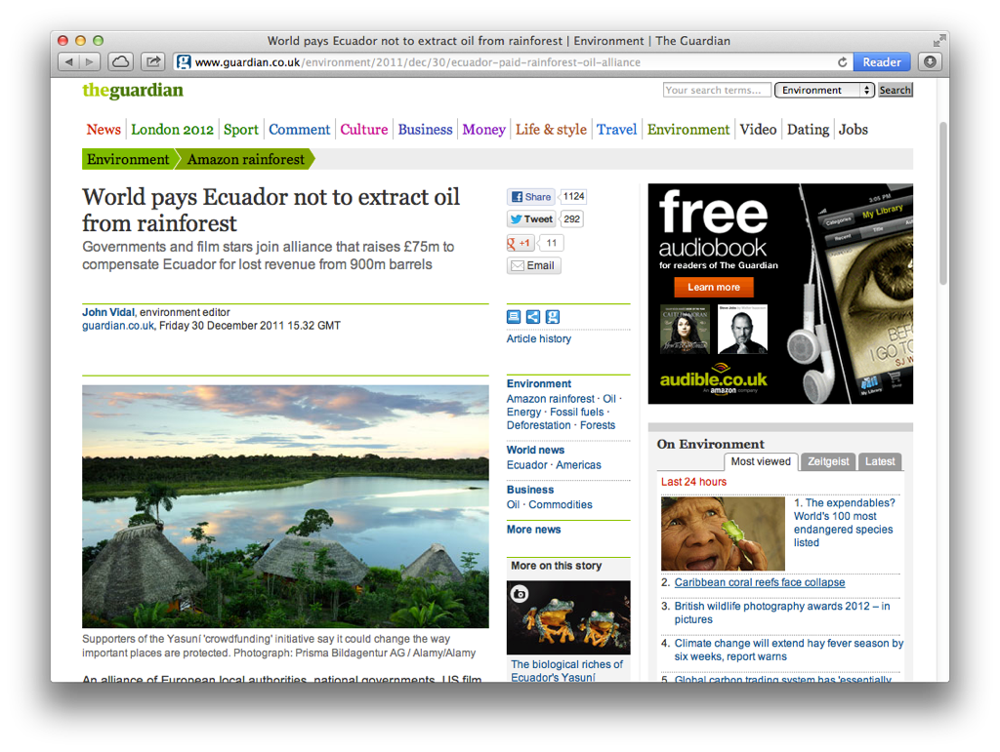 World pays Ecuador not to extract oil from rainforest | Environment | The Guardian
www.guardian.co.uk/environment/2011/dec/30/ecuador-paid-rainforest-oil-alliance
Reader
theguardian
Your search terms...
Environment
Search
News
London 2012
Sport
Comment
Culture
Business
Money
Life & style
Travel
Environment
Video
Dating
Jobs
Environment
Amazon rainforest
World pays Ecuador not to extract oil
from rainforest
Governments and film stars join alliance that raises £75m to
compensate Ecuador for lost revenue from 900m barrels
John Vidal, environment editor
guardian.co.uk, Friday 30 December 2011 15.32 GMT
Supporters of the Yasuní 'crowdfunding' initiative say it could change the way
important places are protected. Photograph: Prisma Bildagentur AG / Alamy/Alamy
An alliance of European local authorities, national governments, US film
Share 1124
Tweet 292
+1 11
Email
Article history
Environment
Amazon rainforest · Oil ·
Energy · Fossil fuels ·
Deforestation · Forests
World news
Ecuador · Americas
Business
Oil · Commodities
More news
More on this story
The biological riches of
Ecuador's Yasuní
free
audiobook
for readers of The Guardian
Learn more
CAITLIN MORAN
Steve Jobs
audible.co.uk
An amazon company
3:05 PM
Categories
My Library
Recent
Title
BEFORE
I GO TO
SJ W
My Library
On Environment
Most viewed
Zeitgeist
Latest
Last 24 hours
1. The expendables?
World's 100 most
endangered species
listed
2. Caribbean coral reefs face collapse
3. British wildlife photography awards 2012 – in
pictures
4. Climate change will extend hay fever season by
six weeks, report warns
5. Global carbon trading system has 'essentially